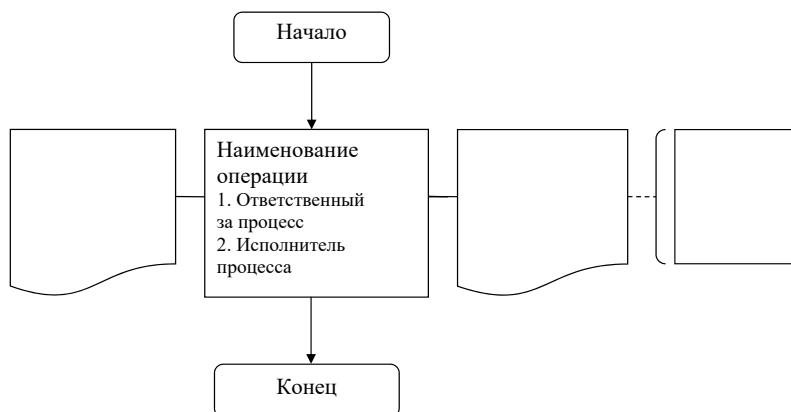 Начало
Наименование
операции
1. Ответственный
за процесс
2. Исполнитель
процесса
Конец